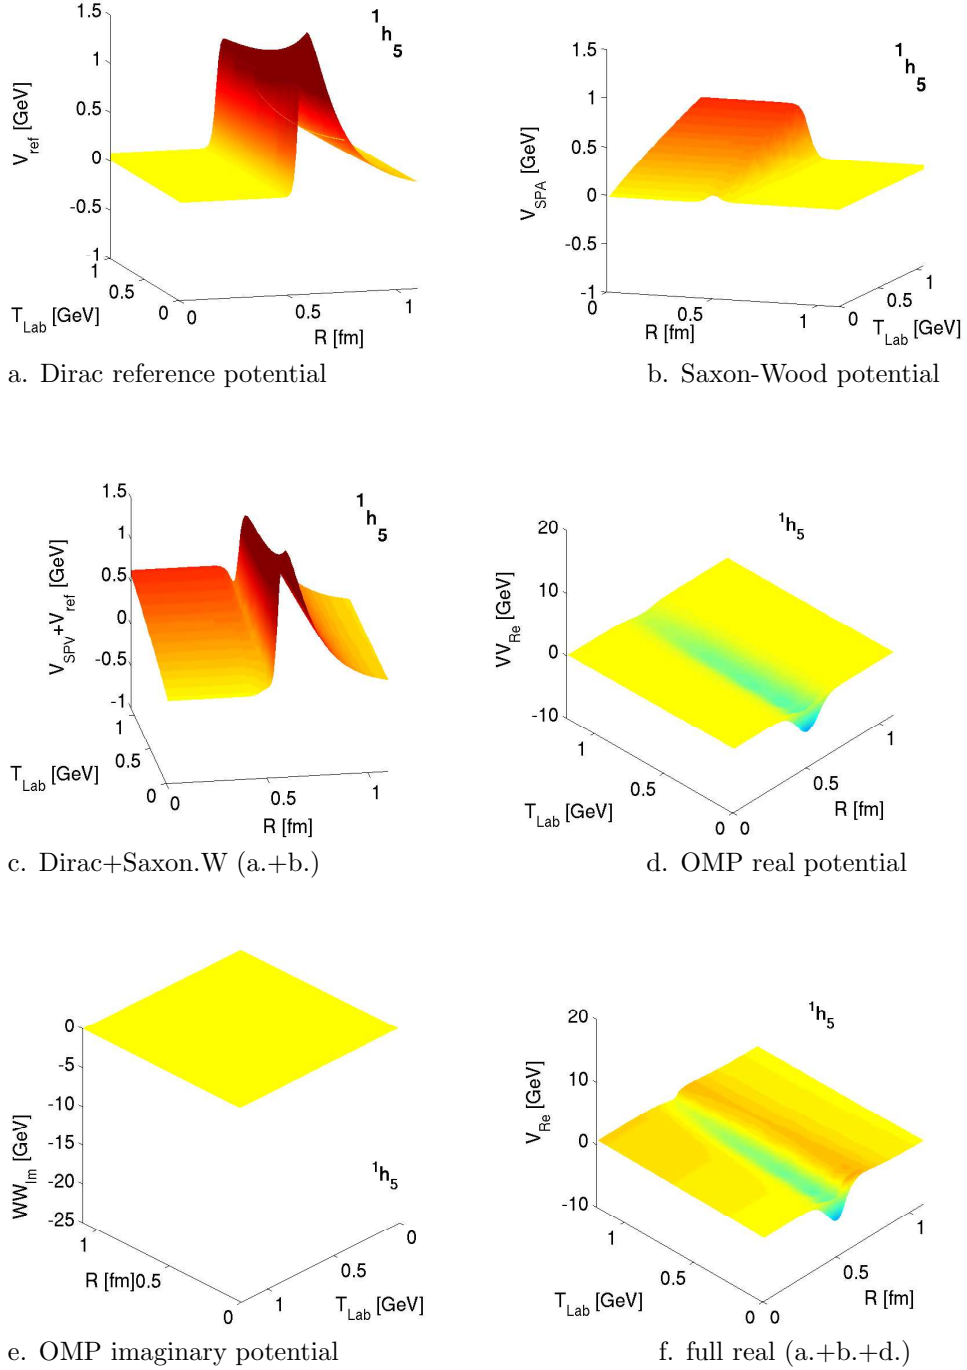 1.5
1
0.5
0
-0.5
-1
V_ref [GeV]
^1h_5
1
0.5
0
T_Lab [GeV]
0
0.5
1
R [fm]
a. Dirac reference potential
1.5
1
0.5
0
-0.5
-1
V_SPA [GeV]
^1h_5
0
0.5
1
R [fm]
0
0.5
1
T_Lab [GeV]
b. Saxon-Wood potential
1.5
1
0.5
0
-0.5
-1
V_SPV+V_ref [GeV]
^1h_5
1
0.5
0
T_Lab [GeV]
0
0.5
1
R [fm]
c. Dirac+Saxon.W (a.+b.)
20
10
0
-10
VV_Re [GeV]
^1h_5
1
0.5
0
T_Lab [GeV]
0
0.5
1
R [fm]
d. OMP real potential
0
-5
-10
-15
-20
-25
WW_Im [GeV]
^1h_5
1
0.5
0
R [fm]
1
0.5
0
T_Lab [GeV]
e. OMP imaginary potential
20
10
0
-10
V_Re [GeV]
^1h_5
1
0.5
0
T_Lab [GeV]
0
0.5
1
R [fm]
f. full real (a.+b.+d.)